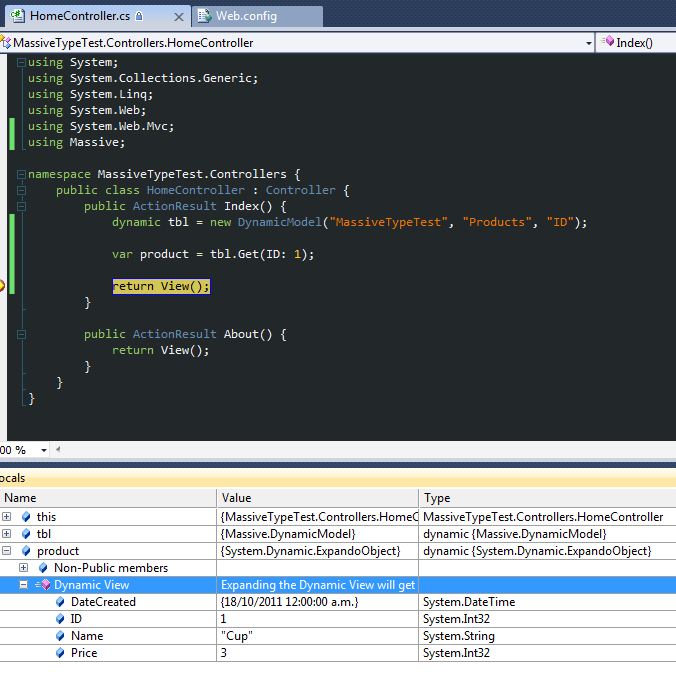 HomeController.cs
Web.config
MassiveTypeTest.Controllers.HomeController
Index()
using System;
using System.Collections.Generic;
using System.Linq;
using System.Web;
using System.Web.Mvc;
using Massive;
namespace MassiveTypeTest.Controllers {
public class HomeController : Controller {
public ActionResult Index() {
dynamic tbl = new DynamicModel("MassiveTypeTest", "Products", "ID");
var product = tbl.Get(ID: 1);
return View();
}
public ActionResult About() {
return View();
}
}
}
00 %
ocals
Name Value Type
this {MassiveTypeTest.Controllers.HomeC MassiveTypeTest.Controllers.HomeController
tbl {Massive.DynamicModel} dynamic {Massive.DynamicModel}
product {System.Dynamic.ExpandoObject} dynamic {System.Dynamic.ExpandoObject}
Non-Public members
Dynamic View Expanding the Dynamic View will get
DateCreated {18/10/2011 12:00:00 a.m.} System.DateTime
ID 1 System.Int32
Name "Cup" System.String
Price 3 System.Int32